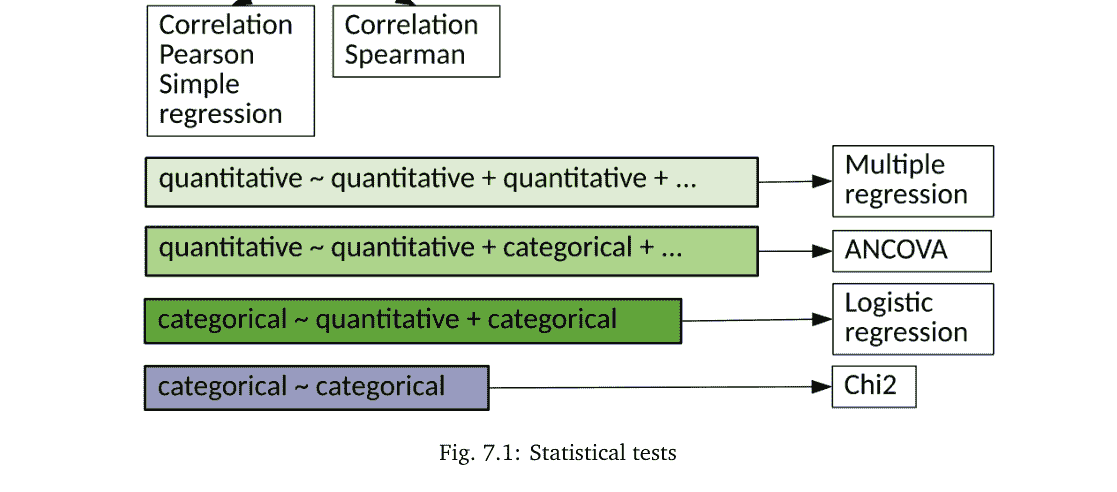 Correlation
Pearson
Simple
regression
Correlation
Spearman
quantitative ~ quantitative + quantitative + ...
Multiple
regression
quantitative ~ quantitative + categorical + ...
ANCOVA
categorical ~ quantitative + categorical
Logistic
regression
categorical ~ categorical
Chi2
Fig. 7.1: Statistical tests